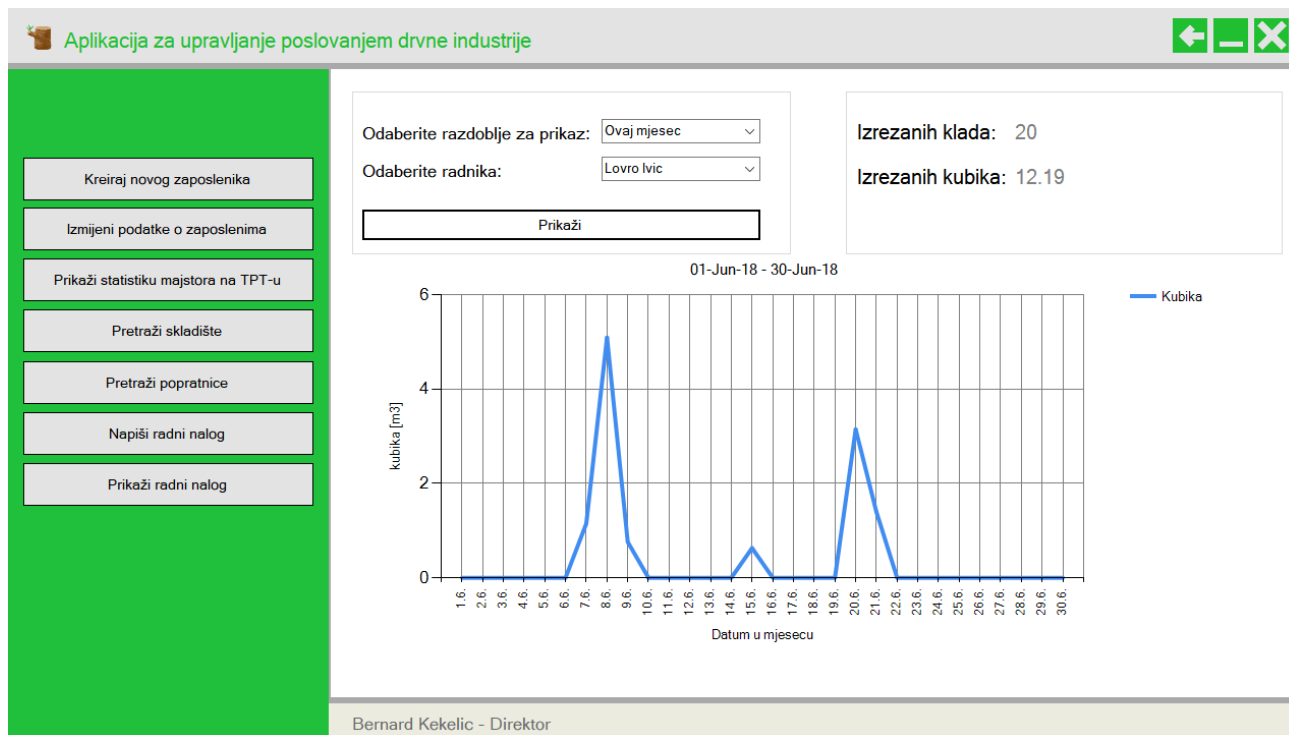 Aplikacija za upravljanje poslovanjem drvne industrije
Kreiraj novog zaposlenika
Izmijeni podatke o zaposlenima
Prikaži statistiku majstora na TPT-u
Pretraži skladište
Pretraži popratnice
Napiši radni nalog
Prikaži radni nalog
Odaberite razdoblje za prikaz: Ovaj mjesec
Odaberite radnika: Lovro Ivic
Prikaži
Izrezanih klada: 20
Izrezanih kubika: 12.19
01-Jun-18 - 30-Jun-18
Kubika
6
4
2
0
kubika [m3]
1.6. 2.6. 3.6. 4.6. 5.6. 6.6. 7.6. 8.6. 9.6. 10.6. 11.6. 12.6. 13.6. 14.6. 15.6. 16.6. 17.6. 18.6. 19.6. 20.6. 21.6. 22.6. 23.6. 24.6. 25.6. 26.6. 27.6. 28.6. 29.6. 30.6.
Datum u mjesecu
Bernard Kekelic - Direktor